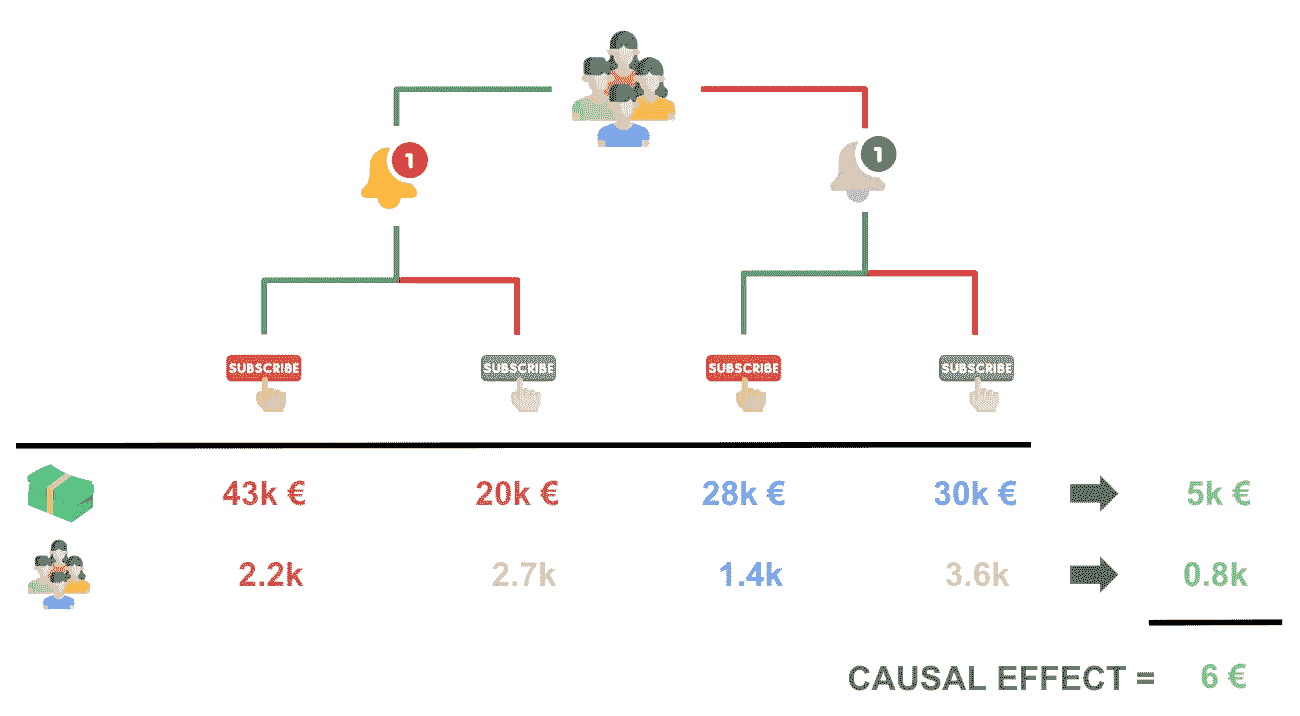 1
1
SUBSCRIBE SUBSCRIBE SUBSCRIBE SUBSCRIBE
43k € 20k € 28k € 30k € 5k €
2.2k 2.7k 1.4k 3.6k 0.8k
CAUSAL EFFECT = 6 €